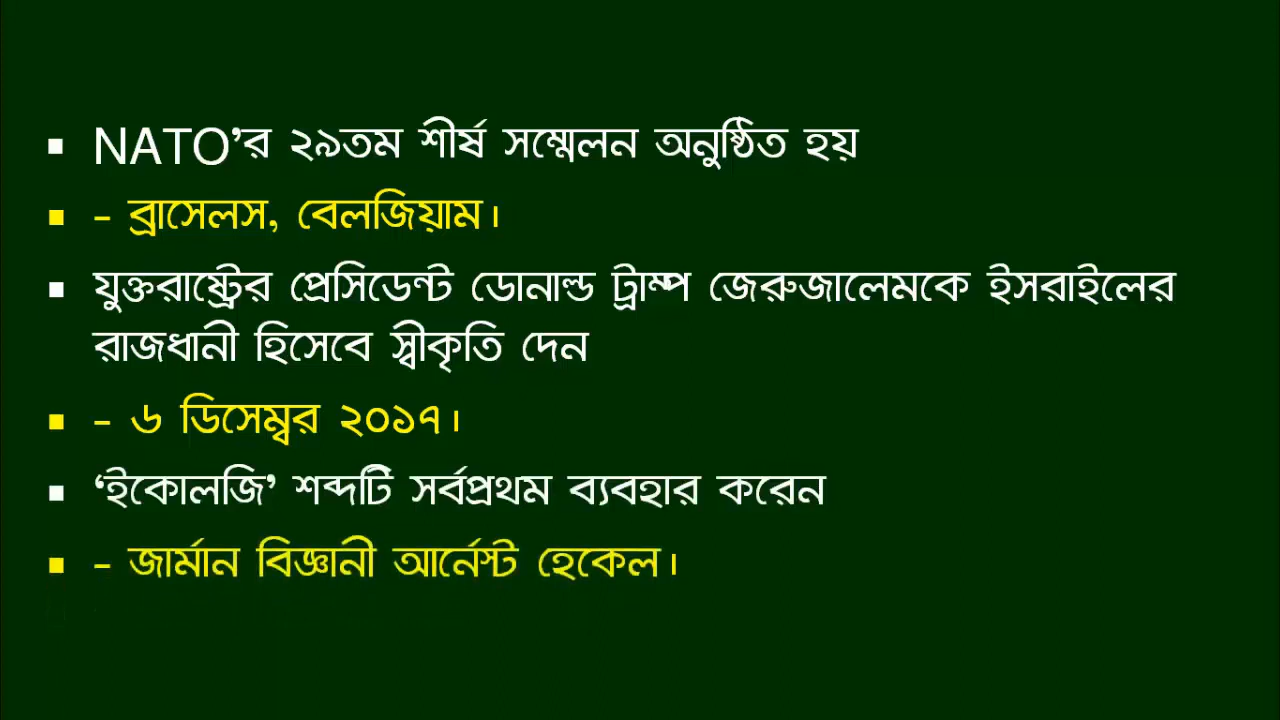 ▪ NATO’র ২৯তম শীর্ষ সম্মেলন অনুষ্ঠিত হয়
▪ – ব্রাসেলস, বেলজিয়াম।
▪ যুক্তরাষ্ট্রের প্রেসিডেন্ট ডোনাল্ড ট্রাম্প জেরুজালেমকে ইসরাইলের
রাজধানী হিসেবে স্বীকৃতি দেন
▪ – ৬ ডিসেম্বর ২০১৭।
▪ ‘ইকোলজি’ শব্দটি সর্বপ্রথম ব্যবহার করেন
▪ – জার্মান বিজ্ঞানী আর্নেস্ট হেকেল।